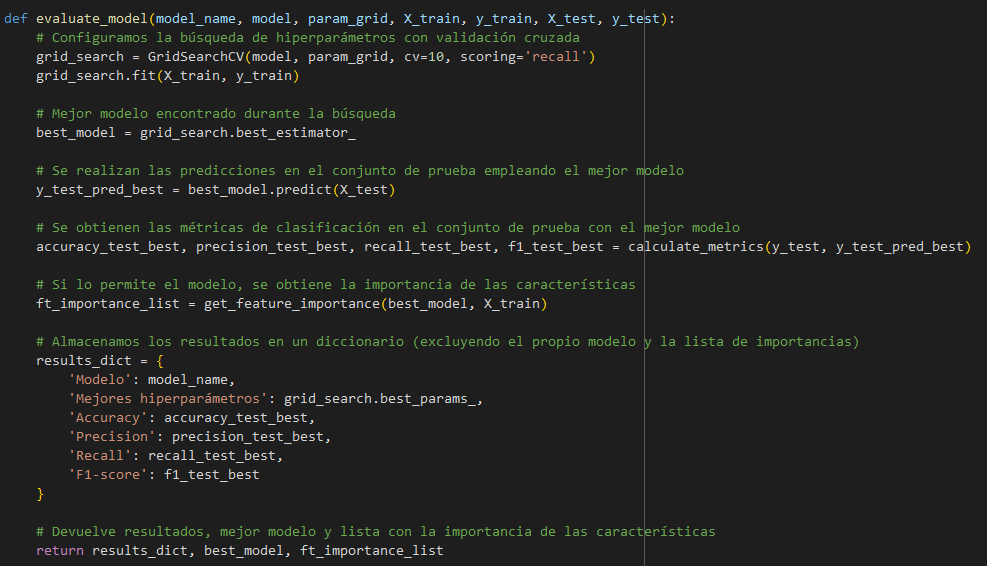 def evaluate_model(model_name, model, param_grid, X_train, y_train, X_test, y_test):
    # Configuramos la búsqueda de hiperparámetros con validación cruzada
    grid_search = GridSearchCV(model, param_grid, cv=10, scoring='recall')
    grid_search.fit(X_train, y_train)

    # Mejor modelo encontrado durante la búsqueda
    best_model = grid_search.best_estimator_

    # Se realizan las predicciones en el conjunto de prueba empleando el mejor modelo
    y_test_pred_best = best_model.predict(X_test)

    # Se obtienen las métricas de clasificación en el conjunto de prueba con el mejor modelo
    accuracy_test_best, precision_test_best, recall_test_best, f1_test_best = calculate_metrics(y_test, y_test_pred_best)

    # Si lo permite el modelo, se obtiene la importancia de las características
    ft_importance_list = get_feature_importance(best_model, X_train)

    # Almacenamos los resultados en un diccionario (excluyendo el propio modelo y la lista de importancias)
    results_dict = {
        'Modelo': model_name,
        'Mejores hiperparámetros': grid_search.best_params_,
        'Accuracy': accuracy_test_best,
        'Precision': precision_test_best,
        'Recall': recall_test_best,
        'F1-score': f1_test_best
    }

    # Devuelve resultados, mejor modelo y lista con la importancia de las características
    return results_dict, best_model, ft_importance_list